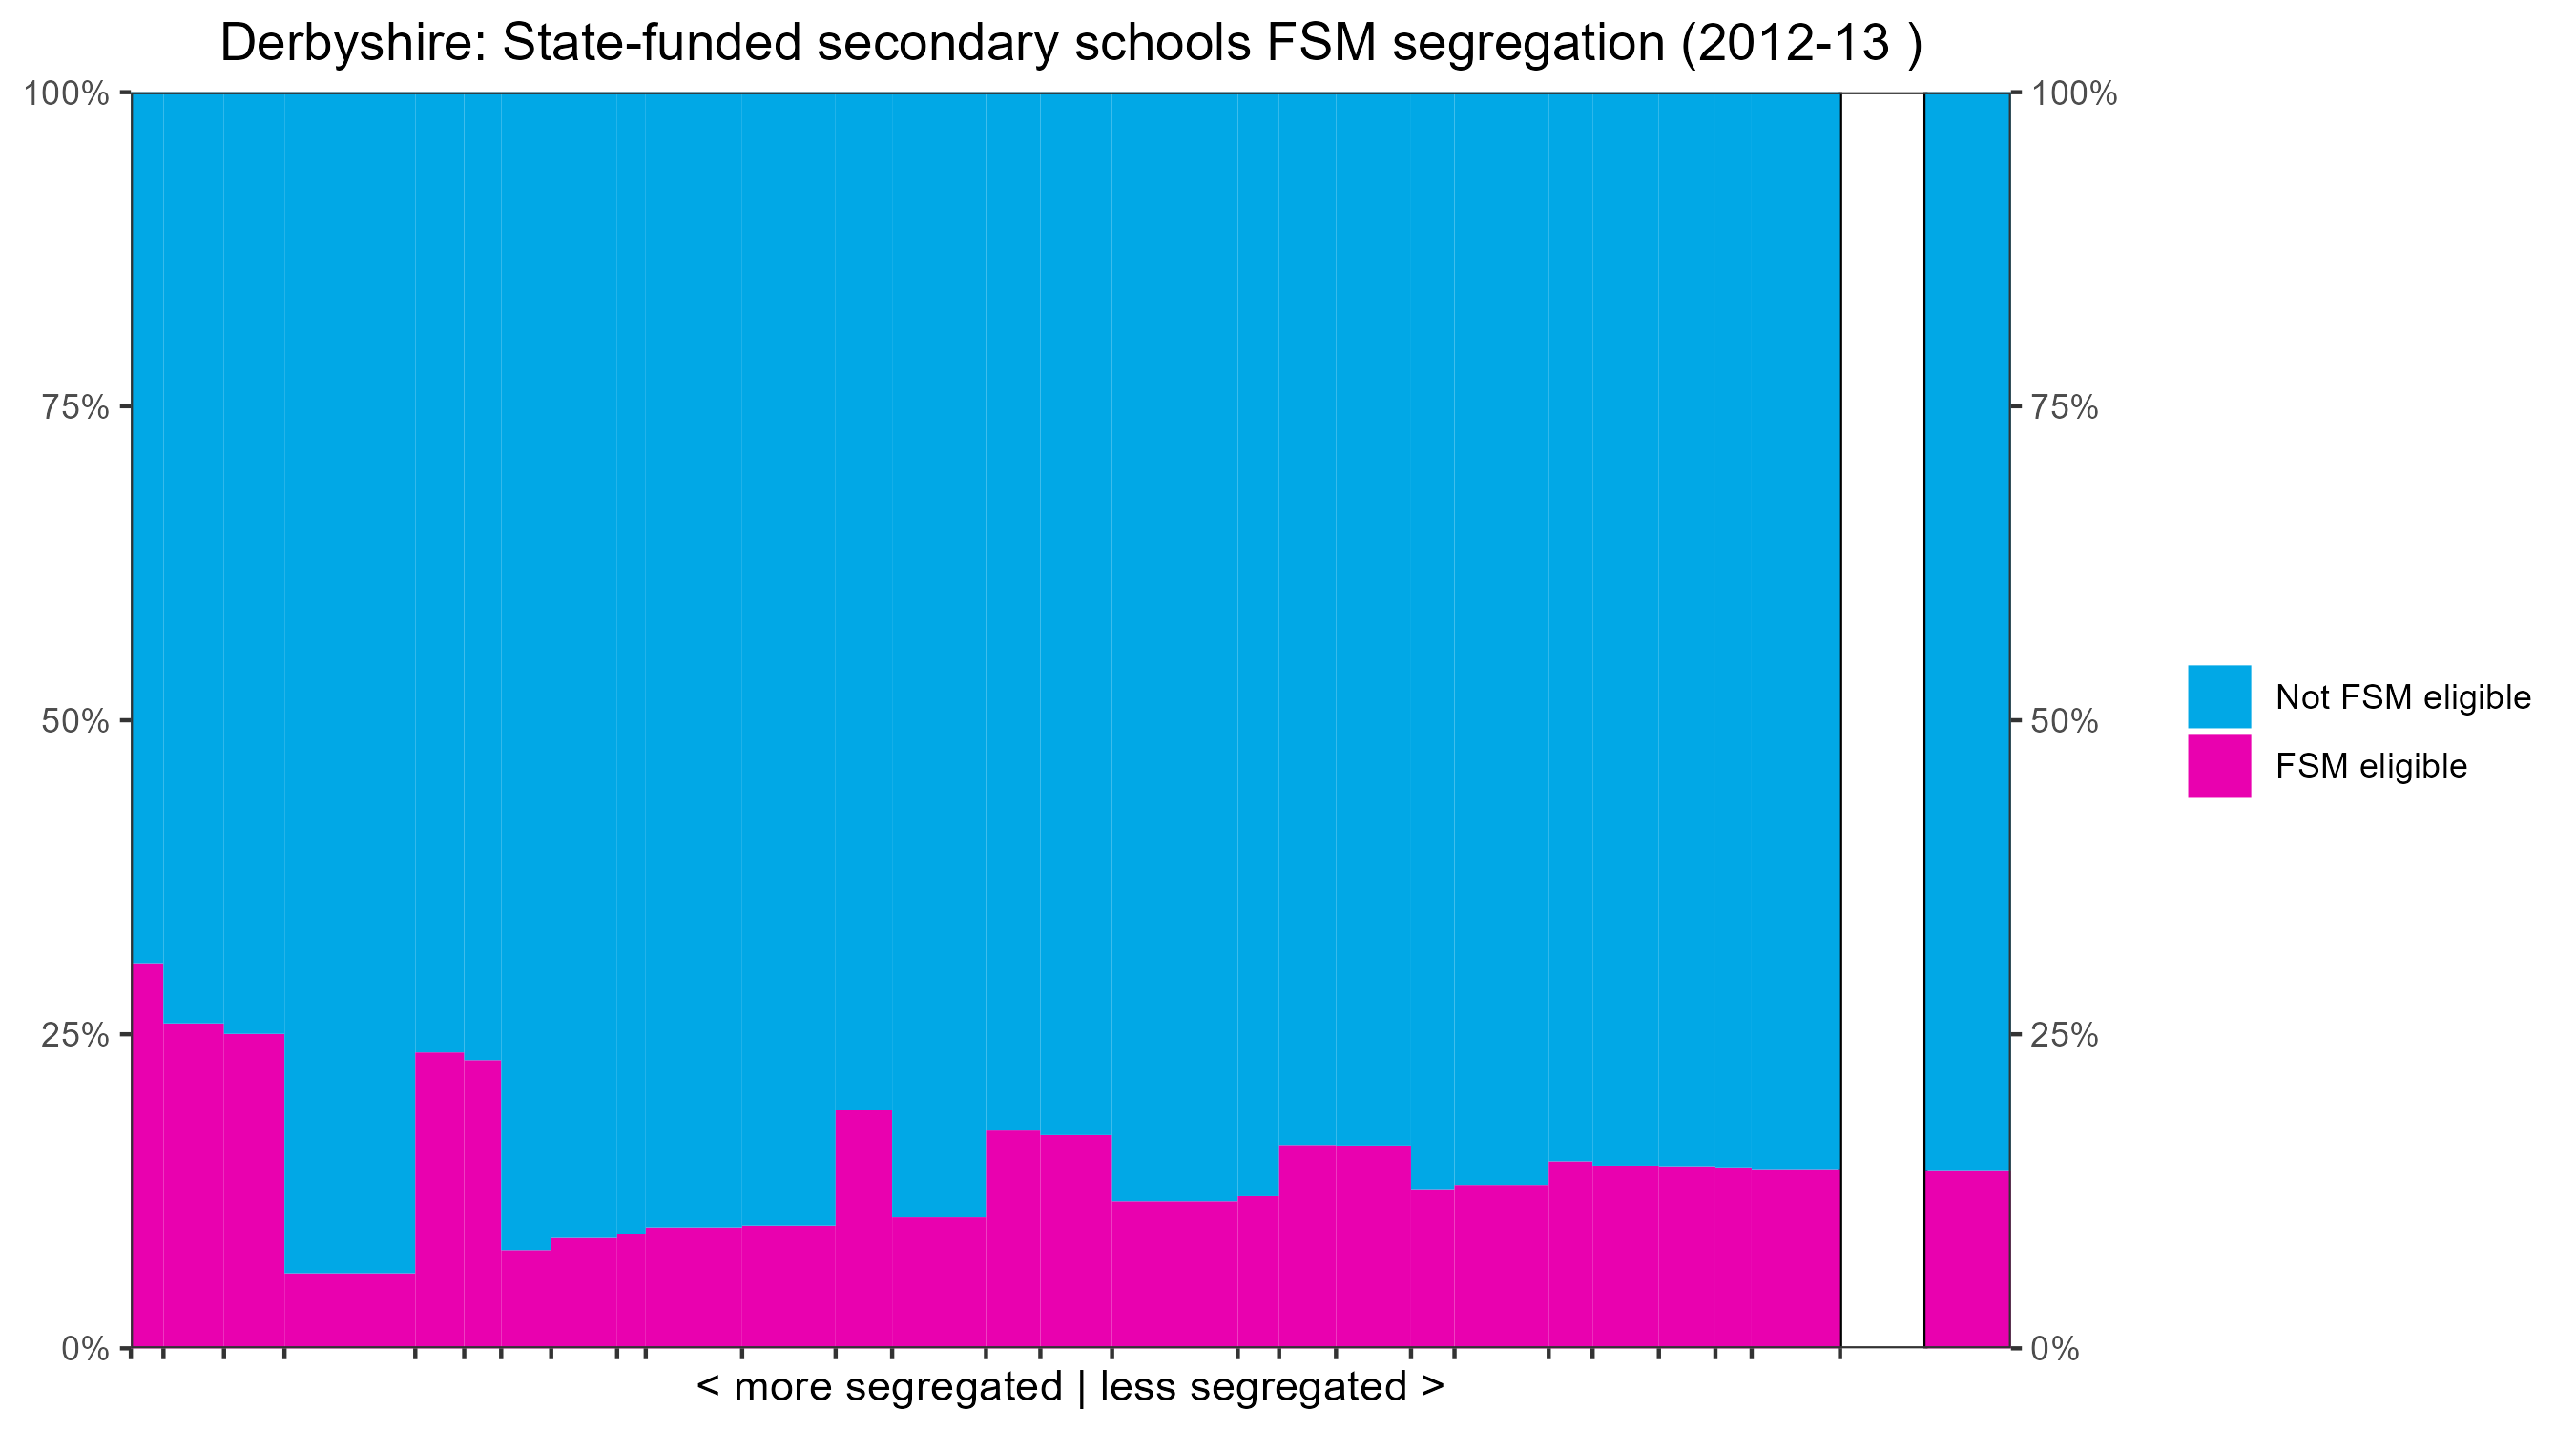 Derbyshire: State-funded secondary schools FSM segregation (2012-13 )
100%
75%
50%
25%
0%
100%
75%
50%
25%
0%
Not FSM eligible
FSM eligible
< more segregated | less segregated >